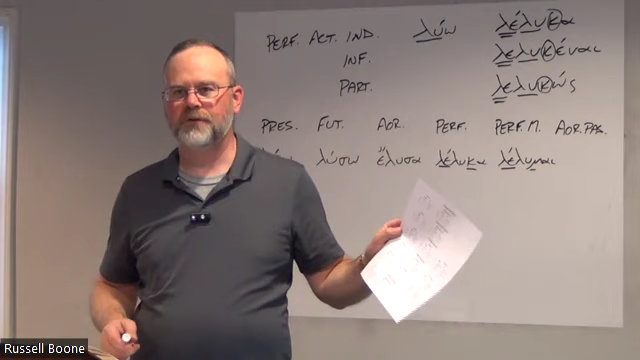 PERF. ACT. IND. λύω λέλυκα
INF. λελυκέναι
PART. λελυκώς
PRES. FUT. AOR. PERF. PERF. M. AOR. PAS.
λύσω ἔλυσα λέλυκα λέλυμαι
Russell Boone